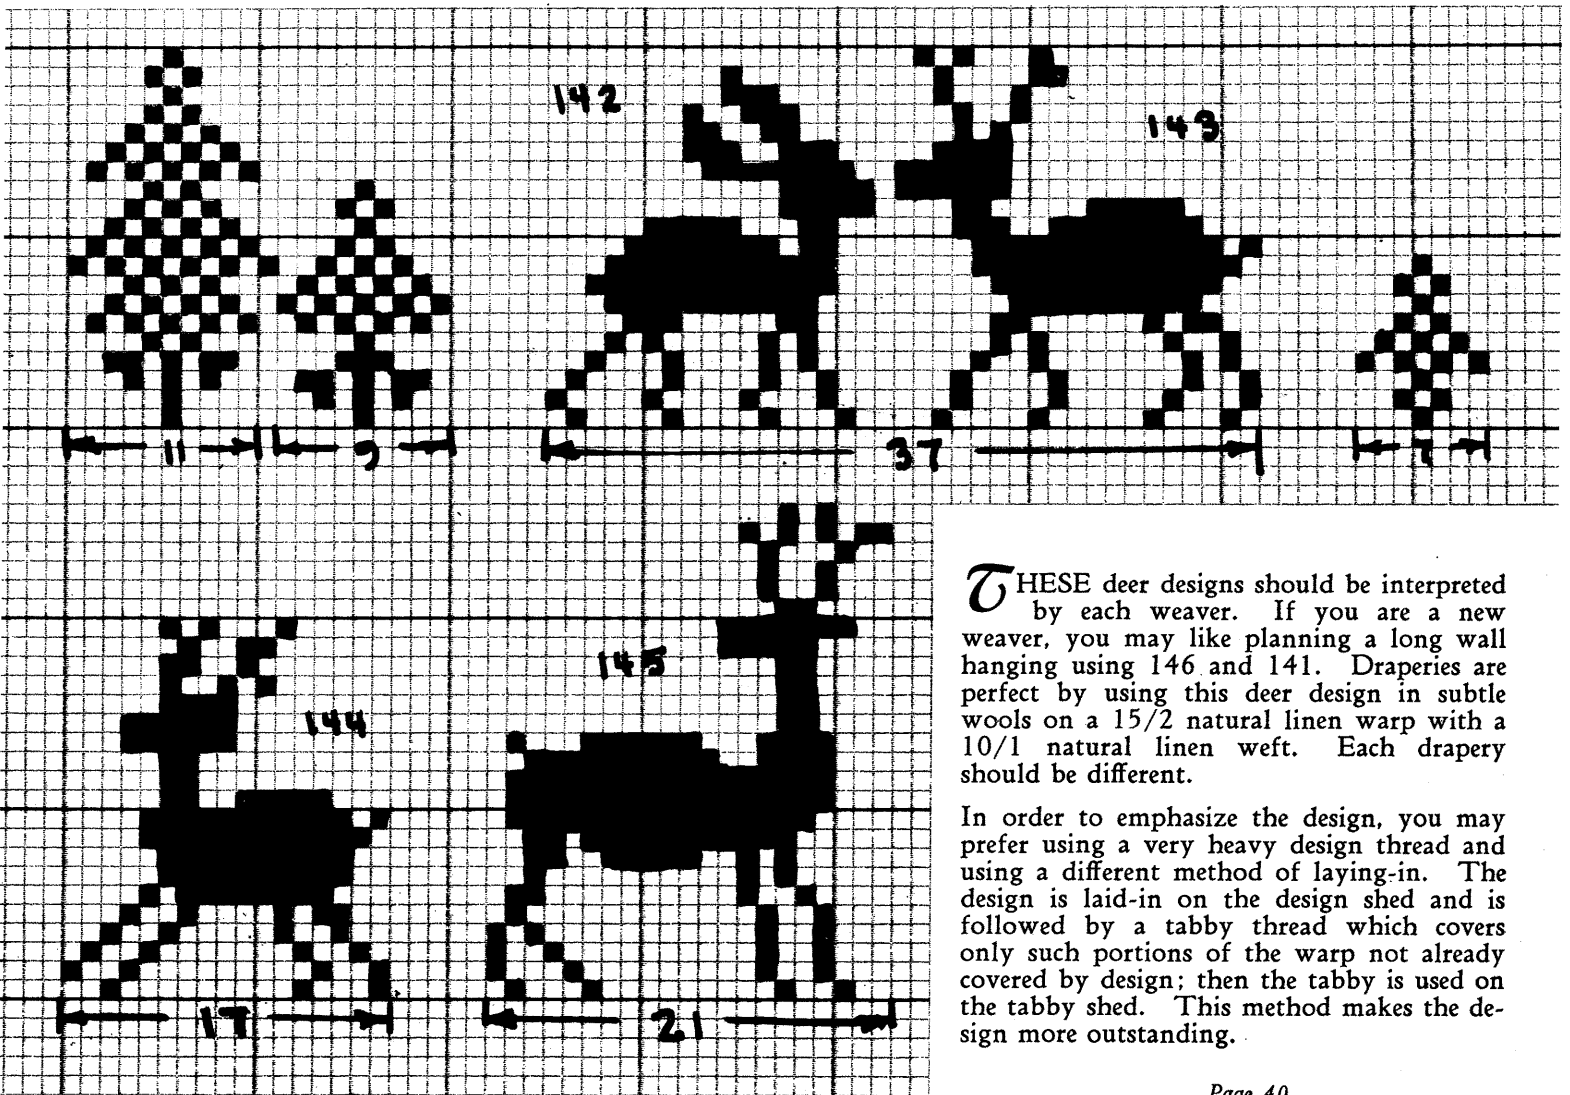 142
143
11
9
37
7
145
144
17
21
THESE deer designs should be interpreted
by each weaver. If you are a new
weaver, you may like planning a long wall
hanging using 146 and 141. Draperies are
perfect by using this deer design in subtle
wools on a 15/2 natural linen warp with a
10/1 natural linen weft. Each drapery
should be different.
In order to emphasize the design, you may
prefer using a very heavy design thread and
using a different method of laying-in. The
design is laid-in on the design shed and is
followed by a tabby thread which covers
only such portions of the warp not already
covered by design; then the tabby is used on
the tabby shed. This method makes the de-
sign more outstanding.
Page 40